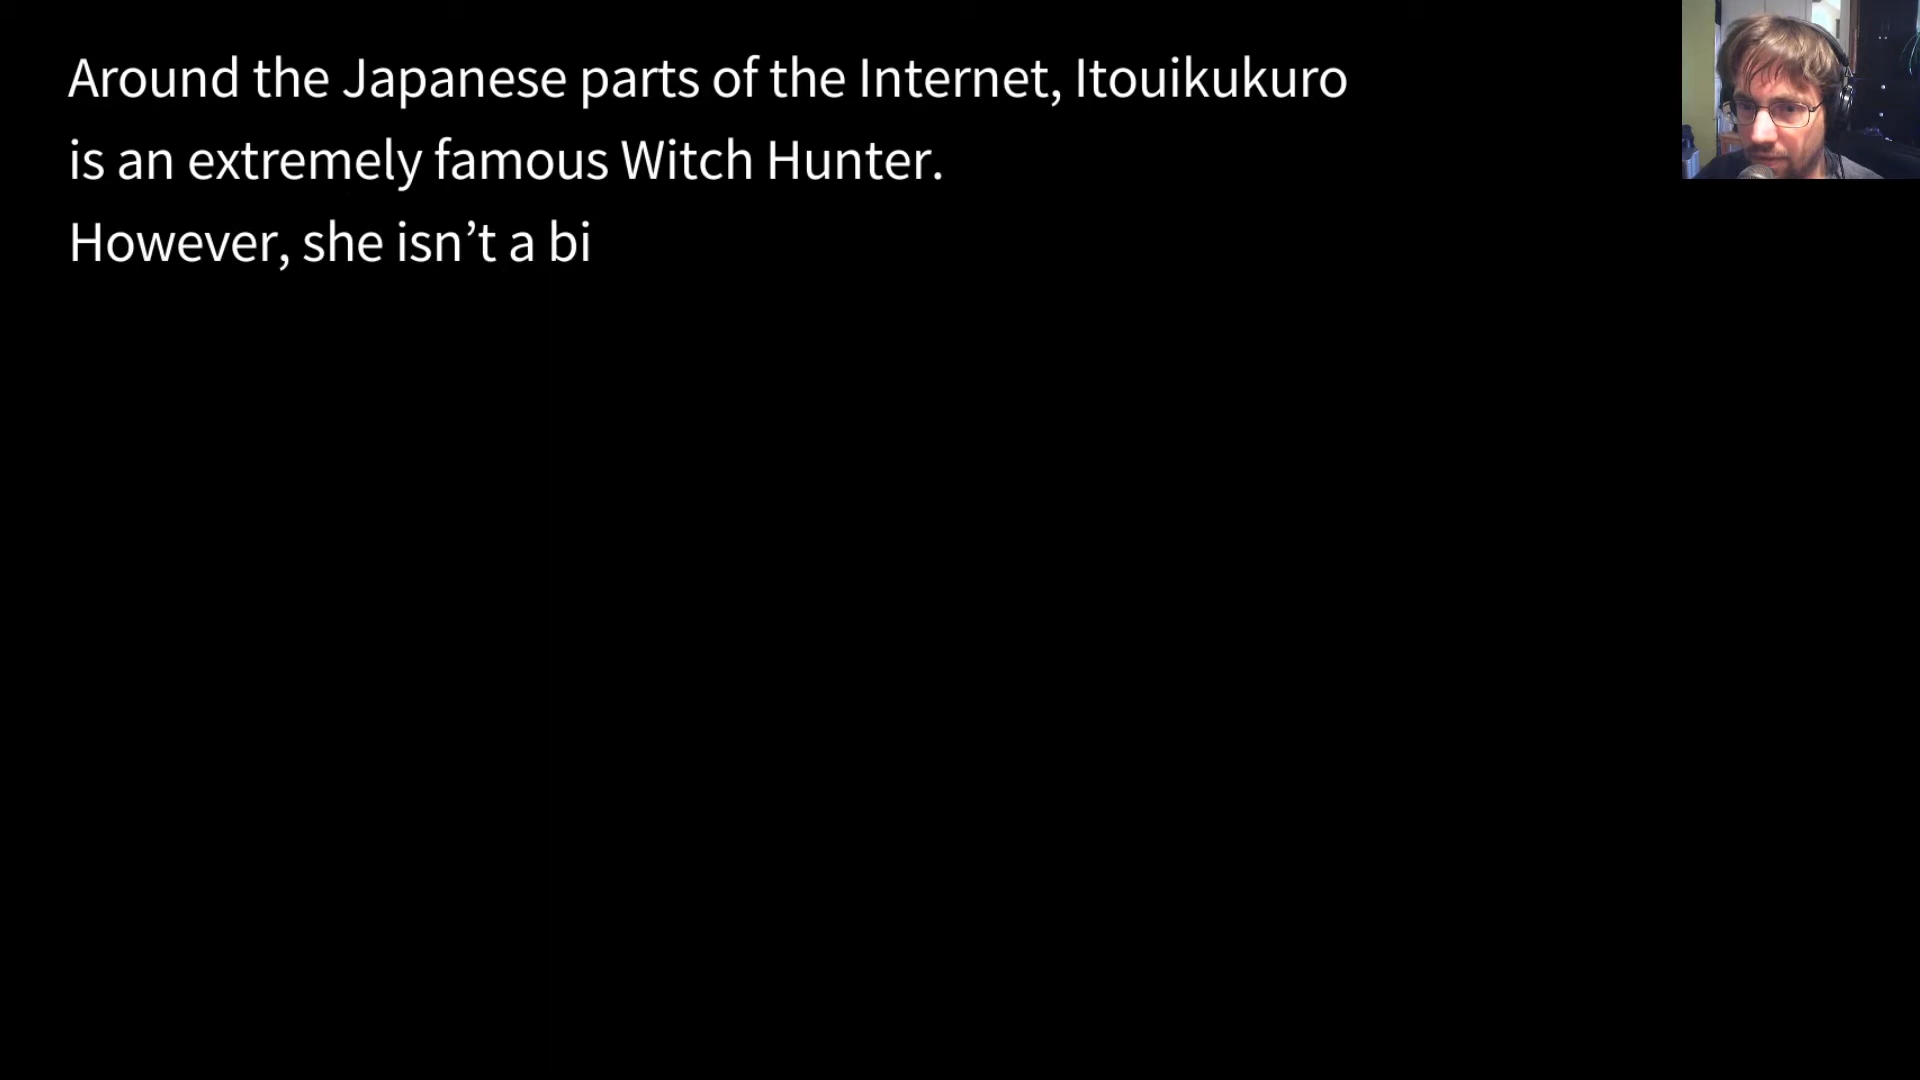 Around the Japanese parts of the Internet, Itouikukuro
is an extremely famous Witch Hunter.
However, she isn’t a bi